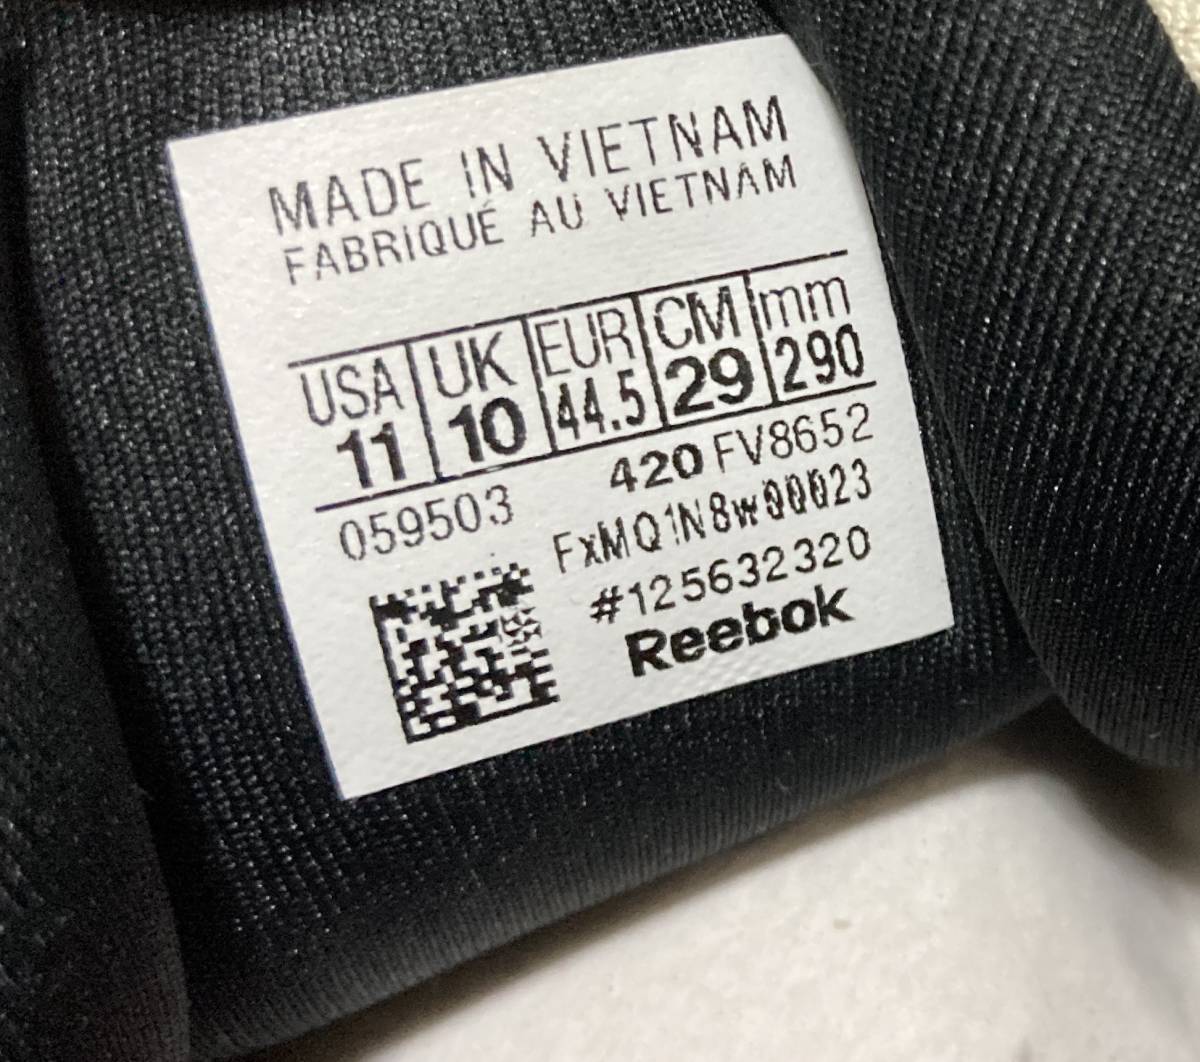 MADE IN VIETNAM
FABRIQUÉ AU VIETNAM
USA UK EUR CM mm
11 10 44.5 29 290
059503 420 FV8652
FxMQ1N8w00023
#125632320
Reebok